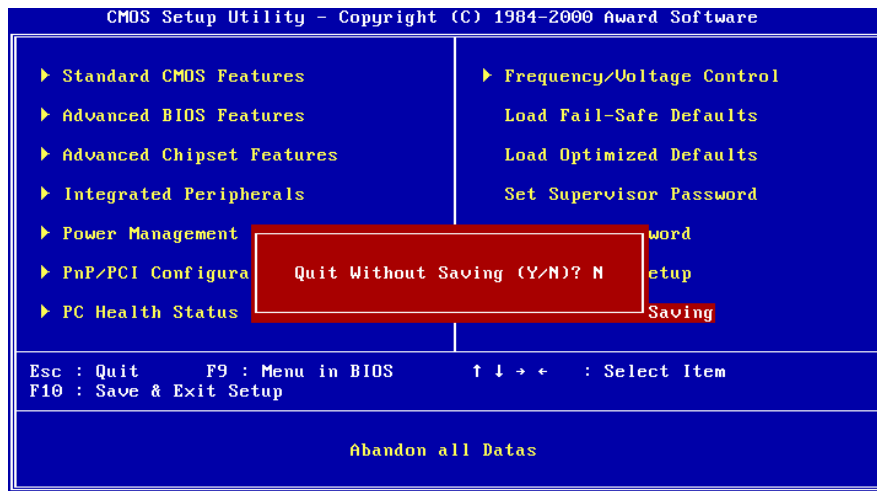 CMOS Setup Utility - Copyright (C) 1984-2000 Award Software
Standard CMOS Features
Advanced BIOS Features
Advanced Chipset Features
Integrated Peripherals
Power Management
PnP/PCI Configura
PC Health Status
Frequency/Voltage Control
Load Fail-Safe Defaults
Load Optimized Defaults
Set Supervisor Password
word
etup
Saving
Quit Without Saving (Y/N)? N
Esc : Quit F9 : Menu in BIOS ↑ ↓ → ← : Select Item
F10 : Save & Exit Setup
Abandon all Datas